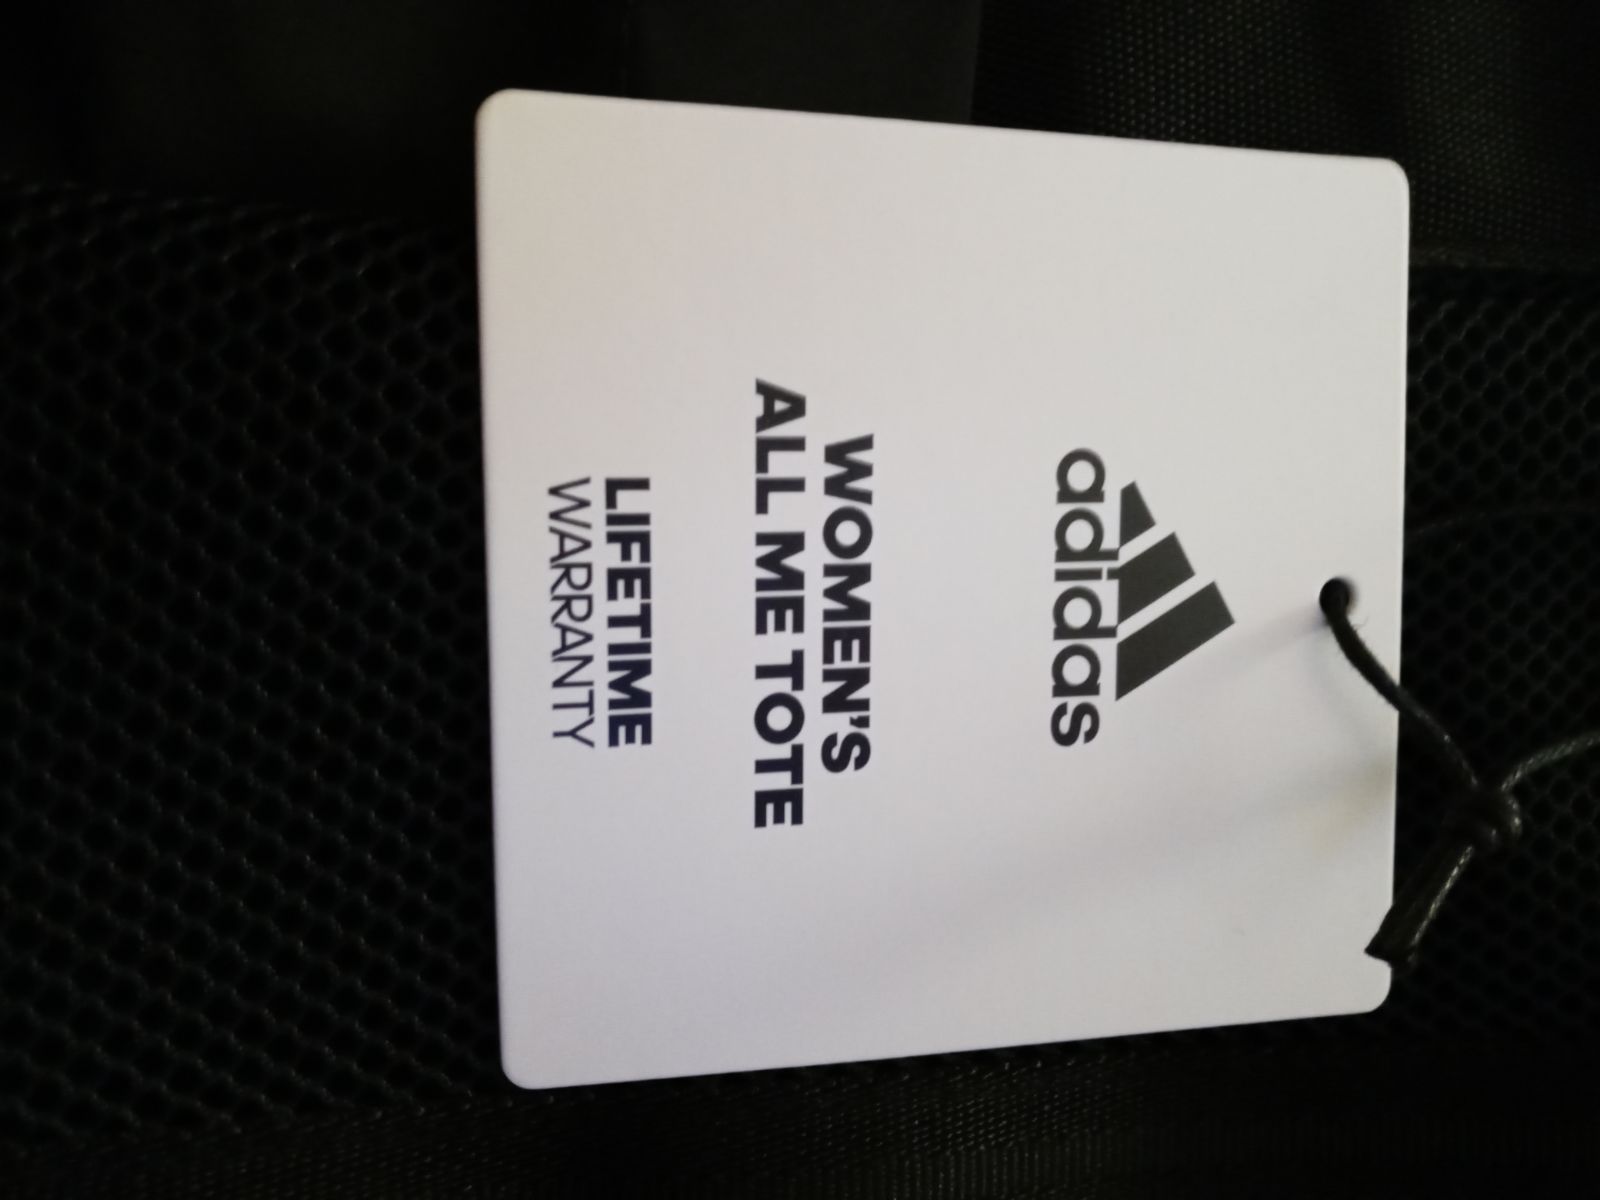 adidas
WOMEN'S
ALL ME TOTE
LIFETIME
WARRANTY